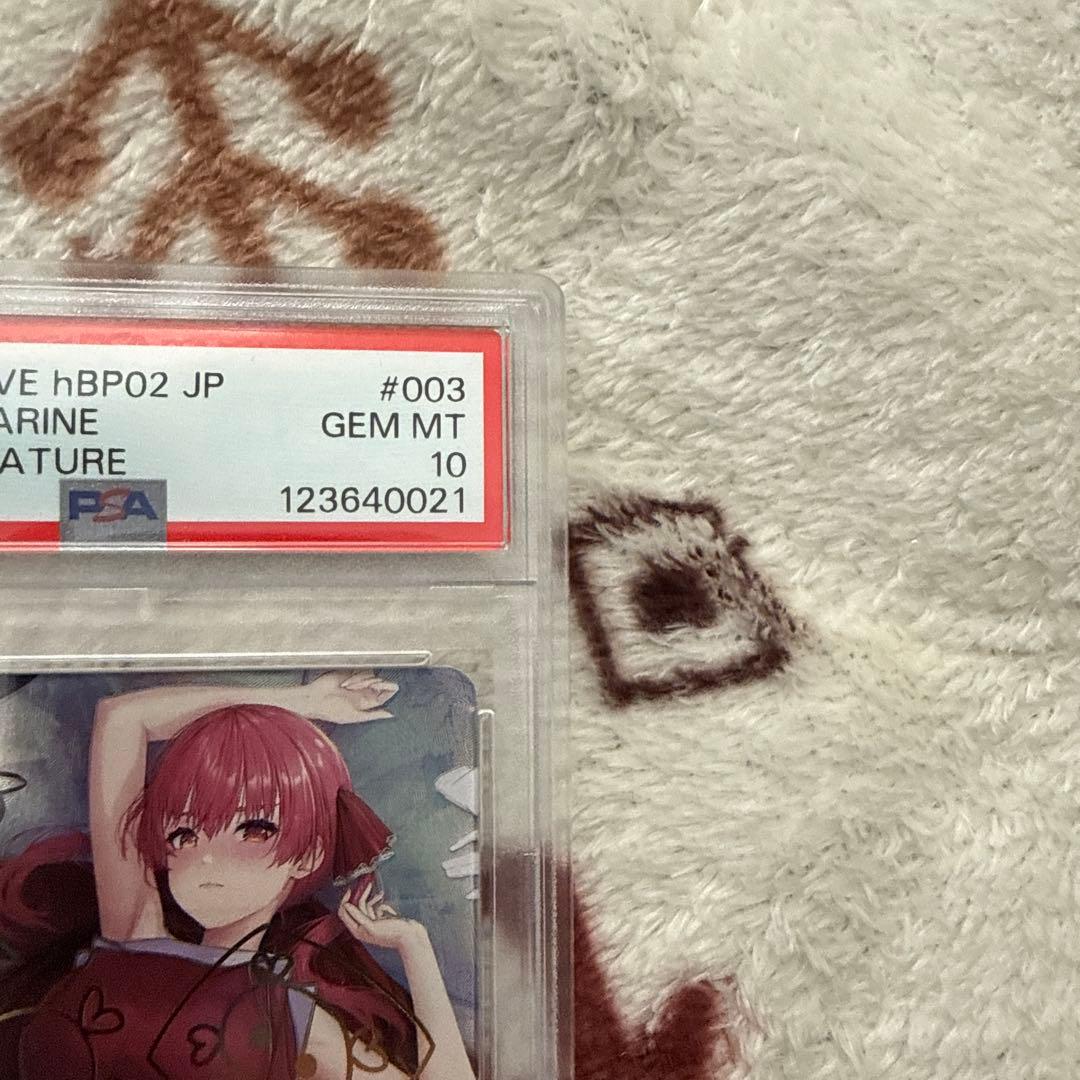 VE hBP02 JP #003
ARINE GEM MT
ATURE 10
PSA 123640021